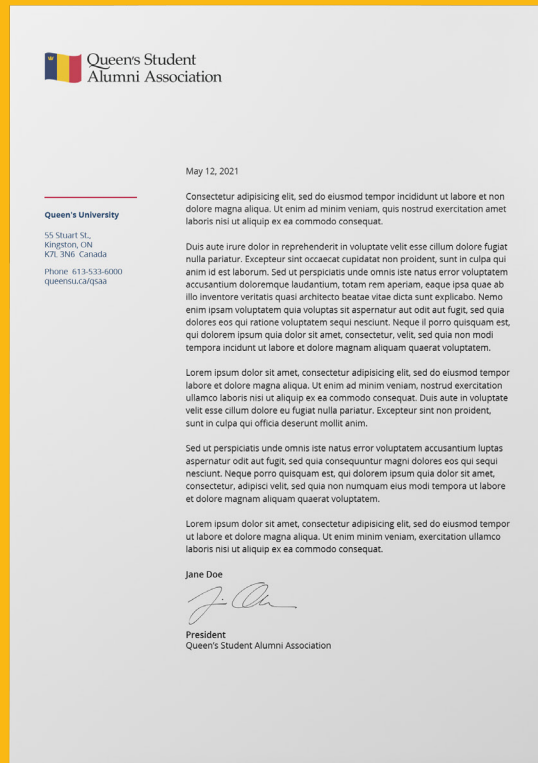 Queen's Student
Alumni Association
May 12, 2021
Queen's University
55 Stuart St.,
Kingston, ON
K7L 3N6 Canada
Phone 613-533-6000
queensu.ca/qsaa
Consectetur adipisicing elit, sed do eiusmod tempor incididunt ut labore et non
dolore magna aliqua. Ut enim ad minim veniam, quis nostrud exercitation amet
laboris nisi ut aliquip ex ea commodo consequat.
Duis aute irure dolor in reprehenderit in voluptate velit esse cillum dolore fugiat
nulla pariatur. Excepteur sint occaecat cupidatat non proident, sunt in culpa qui
anim id est laborum. Sed ut perspiciatis unde omnis iste natus error voluptatem
accusantium doloremque laudantium, totam rem aperiam, eaque ipsa quae ab
illo inventore veritatis quasi architecto beatae vitae dicta sunt explicabo. Nemo
enim ipsam voluptatem quia voluptas sit aspernatur aut odit aut fugit, sed quia
dolores eos qui ratione voluptatem sequi nesciunt. Neque il porro quisquam est,
qui dolorem ipsum quia dolor sit amet, consectetur, velit, sed quia non modi
tempora incidunt ut labore et dolore magnam aliquam quaerat voluptatem.
Lorem ipsum dolor sit amet, consectetur adipisicing elit, sed do eiusmod tempor
labore et dolore magna aliqua. Ut enim ad minim veniam, nostrud exercitation
ullamco laboris nisi ut aliquip ex ea commodo consequat. Duis aute in voluptate
velit esse cillum dolore eu fugiat nulla pariatur. Excepteur sint non proident,
sunt in culpa qui officia deserunt mollit anim.
Sed ut perspiciatis unde omnis iste natus error voluptatem accusantium luptas
aspernatur odit aut fugit, sed quia consequuntur magni dolores eos qui sequi
nesciunt. Neque porro quisquam est, qui dolorem ipsum quia dolor sit amet,
consectetur, adipisci velit, sed quia non numquam eius modi tempora ut labore
et dolore magnam aliquam quaerat voluptatem.
Lorem ipsum dolor sit amet, consectetur adipisicing elit, sed do eiusmod tempor
ut labore et dolore magna aliqua. Ut enim minim veniam, exercitation ullamco
laboris nisi ut aliquip ex ea commodo consequat.
Jane Doe
President
Queen's Student Alumni Association